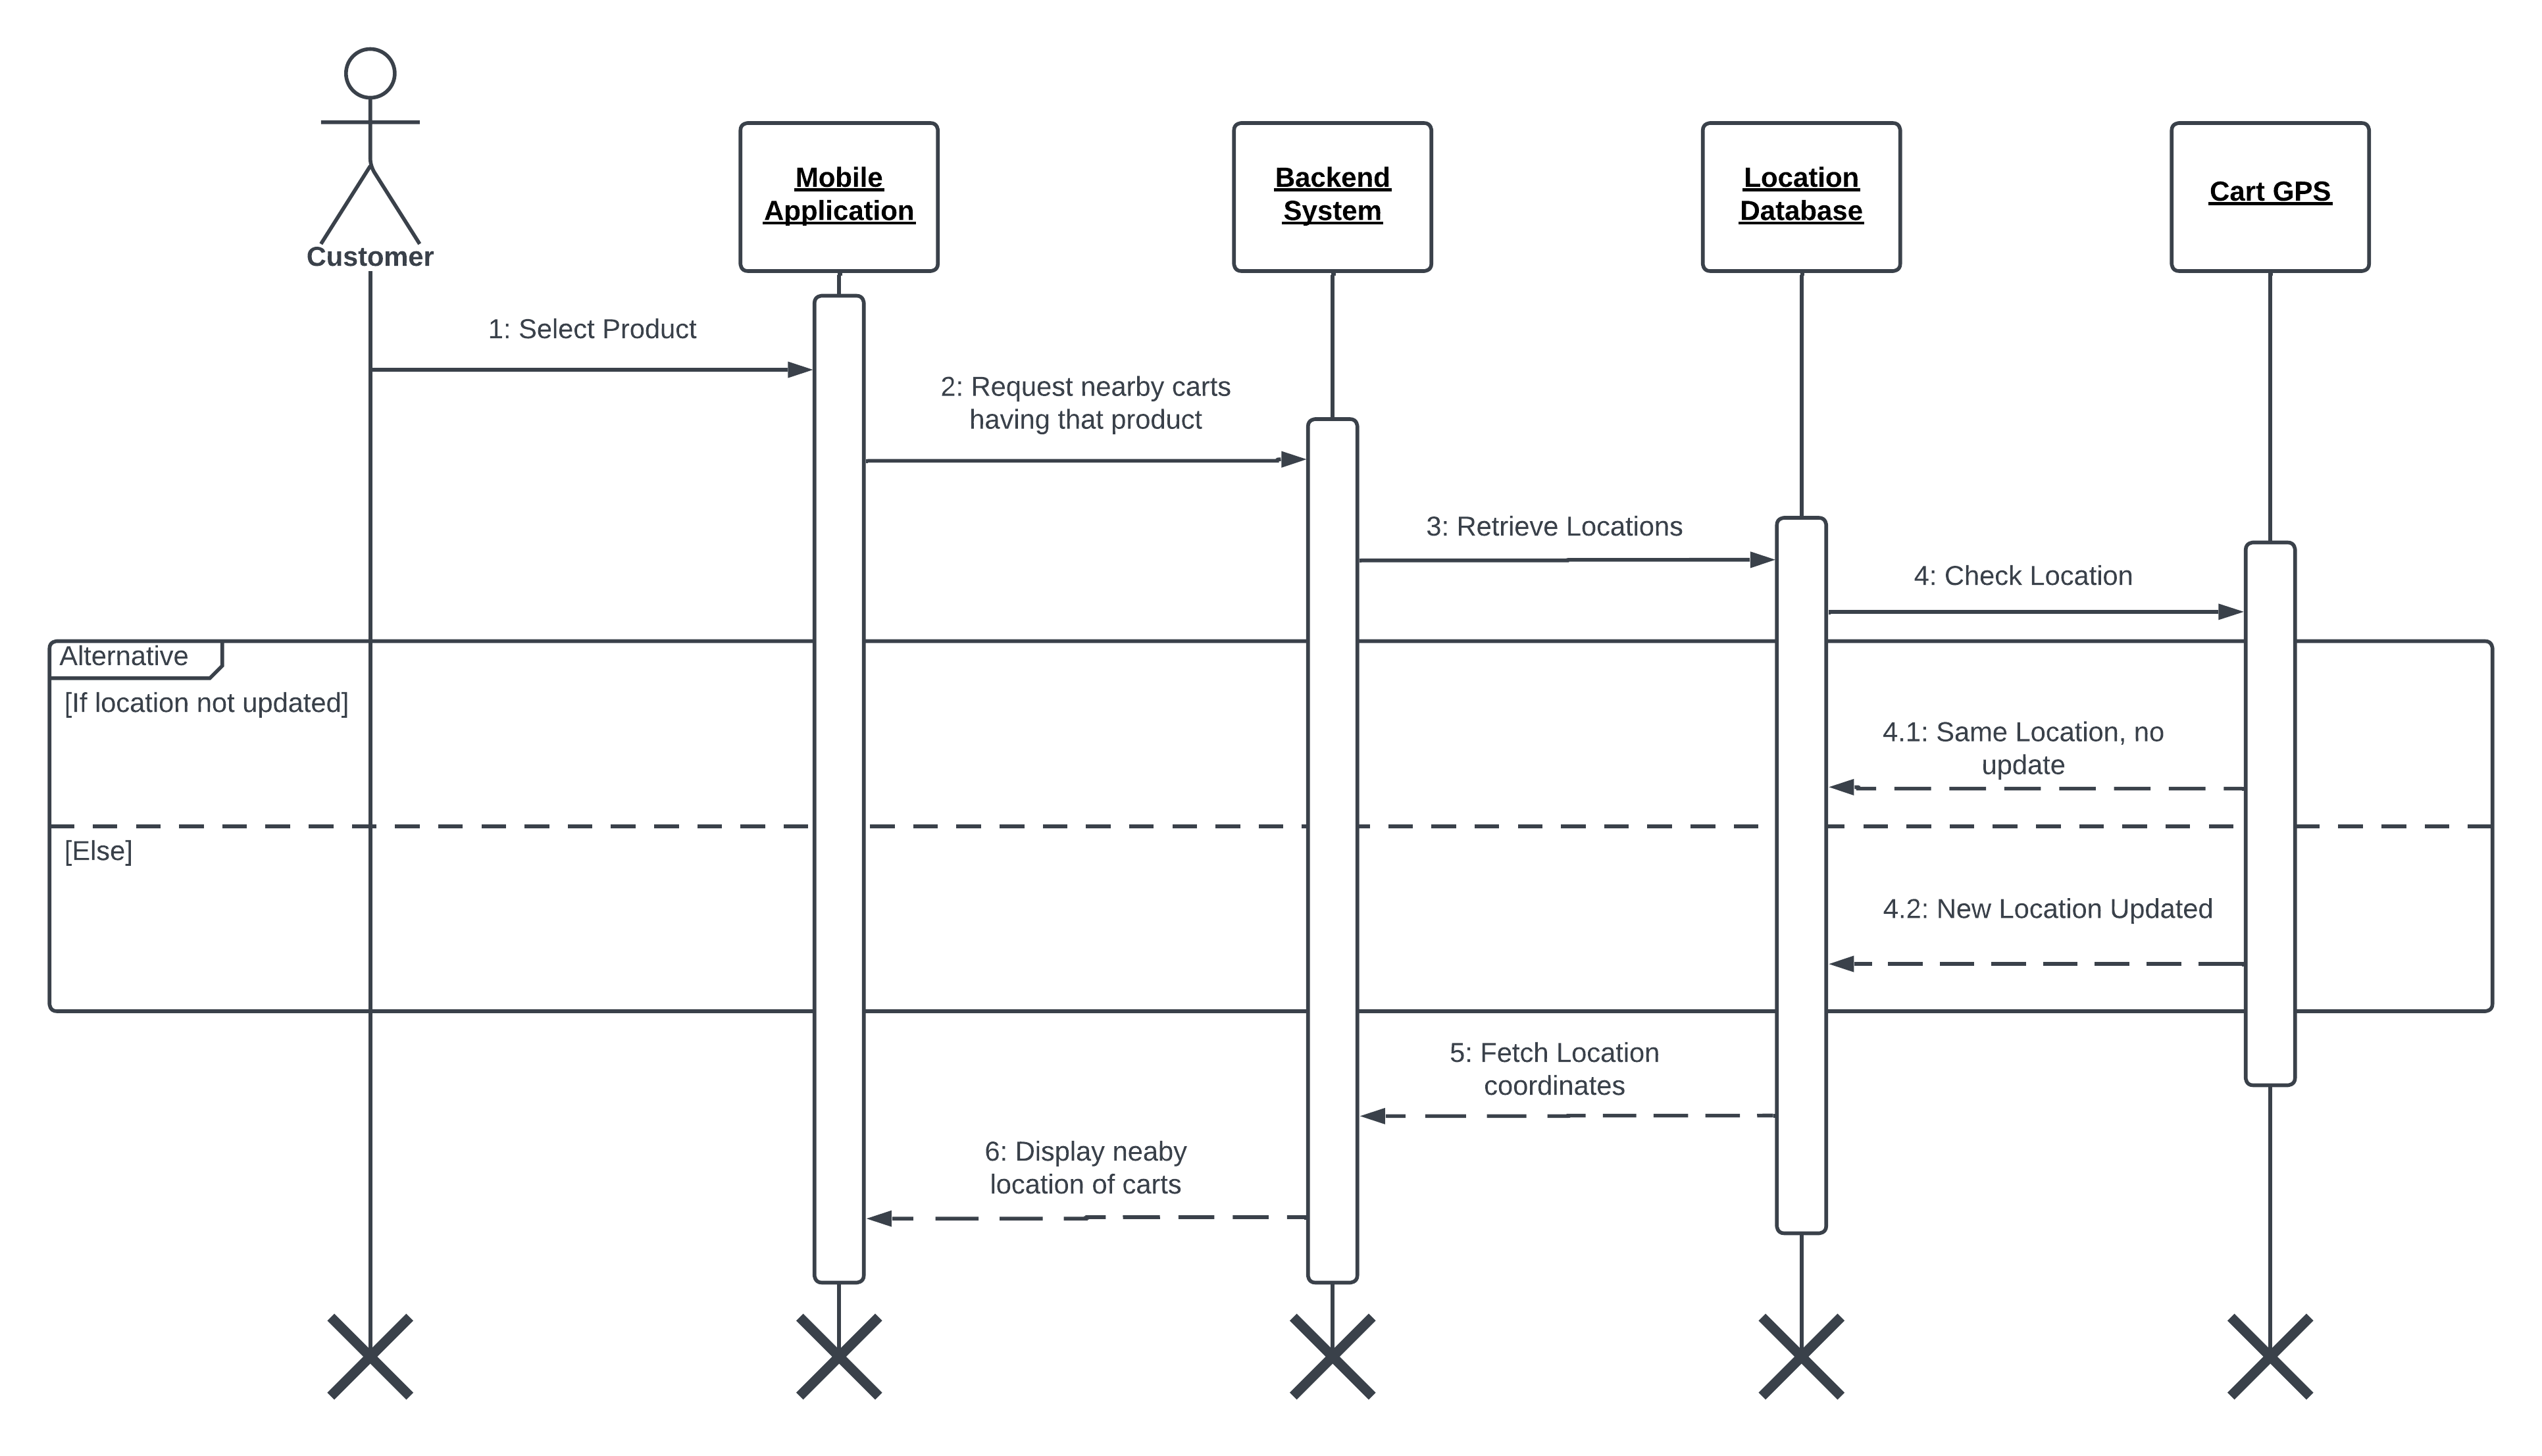 Customer
Mobile
Application
Backend
System
Location
Database
Cart GPS
1: Select Product
2: Request nearby carts
having that product
3: Retrieve Locations
4: Check Location
Alternative
[If location not updated]
4.1: Same Location, no
update
[Else]
4.2: New Location Updated
5: Fetch Location
coordinates
6: Display neaby
location of carts